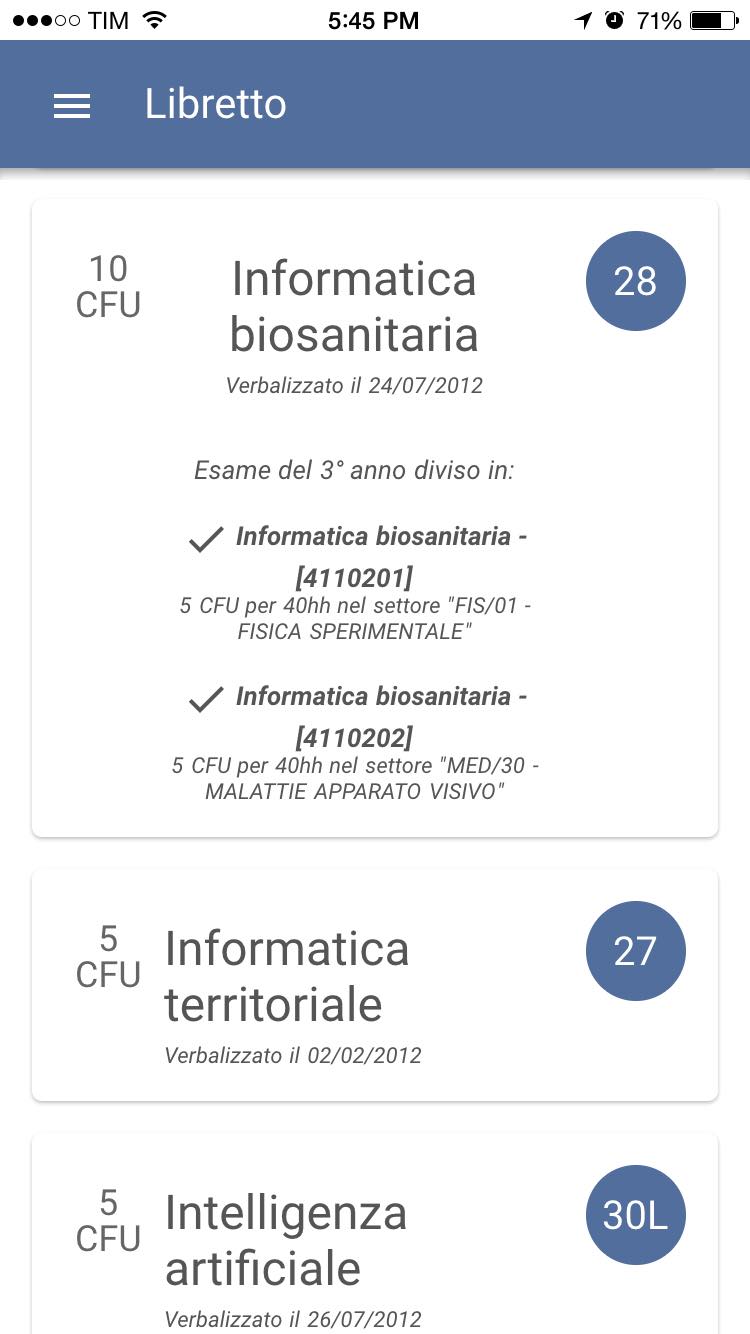 TIM 5:45 PM 71%
Libretto
10
CFU
Informatica
biosanitaria
28
Verbalizzato il 24/07/2012
Esame del 3° anno diviso in:
Informatica biosanitaria -
[4110201]
5 CFU per 40hh nel settore "FIS/01 -
FISICA SPERIMENTALE"
Informatica biosanitaria -
[4110202]
5 CFU per 40hh nel settore "MED/30 -
MALATTIE APPARATO VISIVO"
5
CFU
Informatica
territoriale
27
Verbalizzato il 02/02/2012
5
CFU
Intelligenza
artificiale
30L
Verbalizzato il 26/07/2012